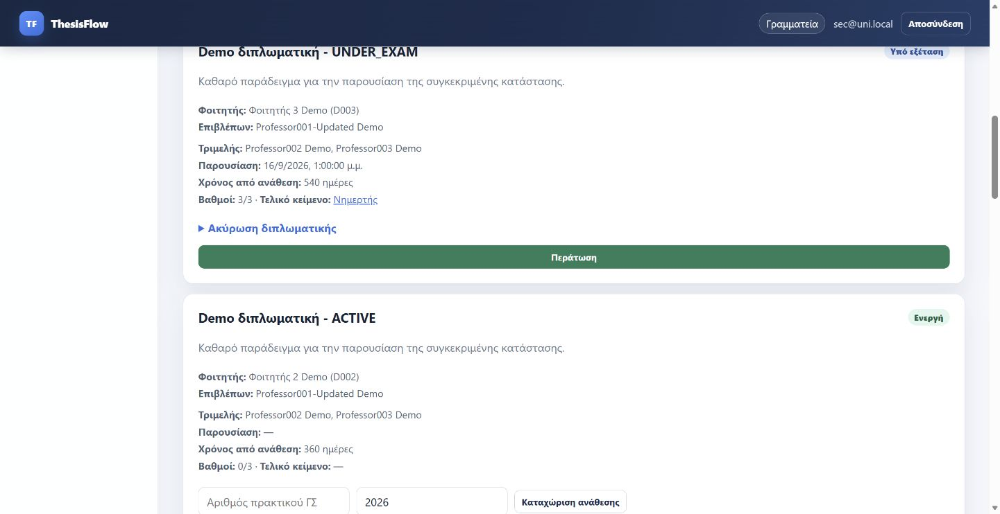 TF ThesisFlow Γραμματεία sec@uni.local Αποσύνδεση
Demo διπλωματική - UNDER_EXAM Υπό εξέταση
Καθαρό παράδειγμα για την παρουσίαση της συγκεκριμένης κατάστασης.
Φοιτητής: Φοιτητής 3 Demo (D003)
Επιβλέπων: Professor001-Updated Demo
Τριμελής: Professor002 Demo, Professor003 Demo
Παρουσίαση: 16/9/2026, 1:00:00 μ.μ.
Χρόνος από ανάθεση: 540 ημέρες
Βαθμοί: 3/3 · Τελικό κείμενο: Νημερτής
Ακύρωση διπλωματικής
Περάτωση
Demo διπλωματική - ACTIVE Ενεργή
Καθαρό παράδειγμα για την παρουσίαση της συγκεκριμένης κατάστασης.
Φοιτητής: Φοιτητής 2 Demo (D002)
Επιβλέπων: Professor001-Updated Demo
Τριμελής: Professor002 Demo, Professor003 Demo
Παρουσίαση: —
Χρόνος από ανάθεση: 360 ημέρες
Βαθμοί: 0/3 · Τελικό κείμενο: —
Αριθμός πρακτικού ΓΣ 2026 Καταχώριση ανάθεσης